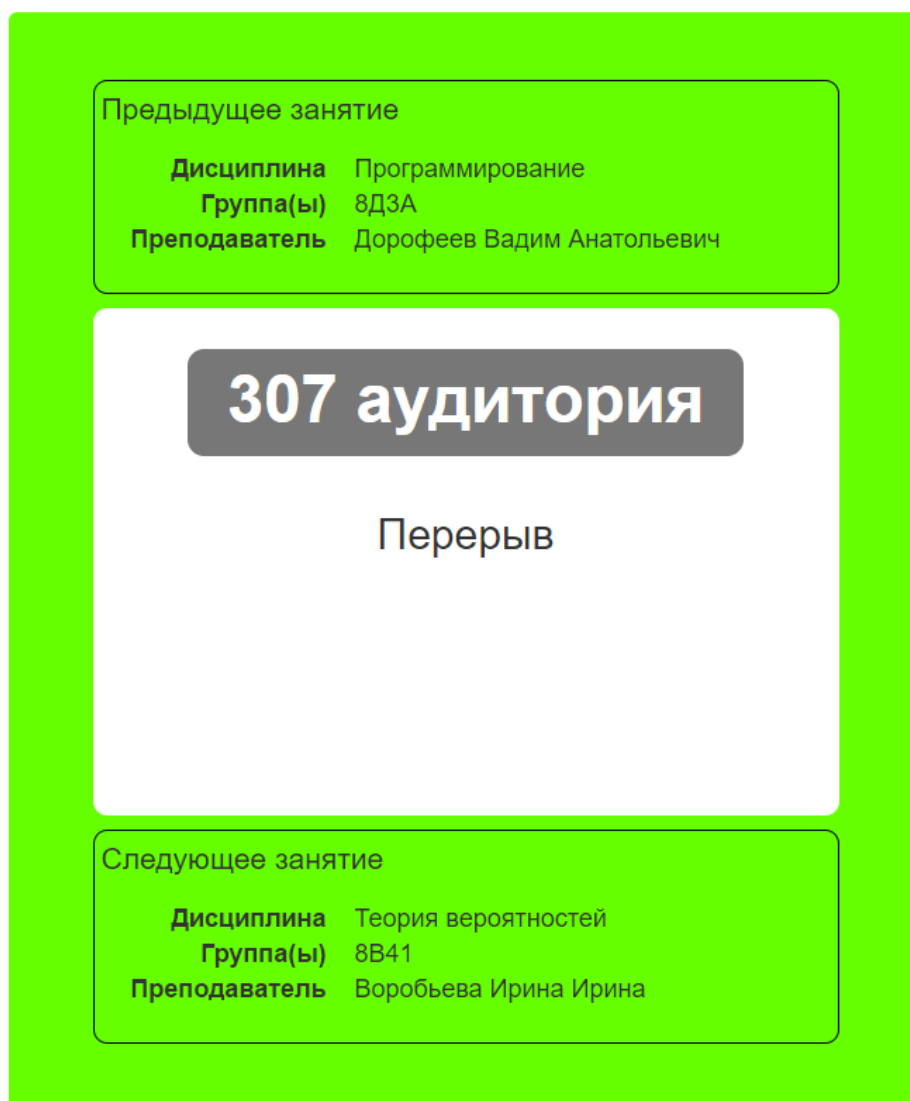 Предыдущее занятие
Дисциплина Программирование
Группа(ы) 8Д3А
Преподаватель Дорофеев Вадим Анатольевич
307 аудитория
Перерыв
Следующее занятие
Дисциплина Теория вероятностей
Группа(ы) 8В41
Преподаватель Воробьева Ирина Ирина